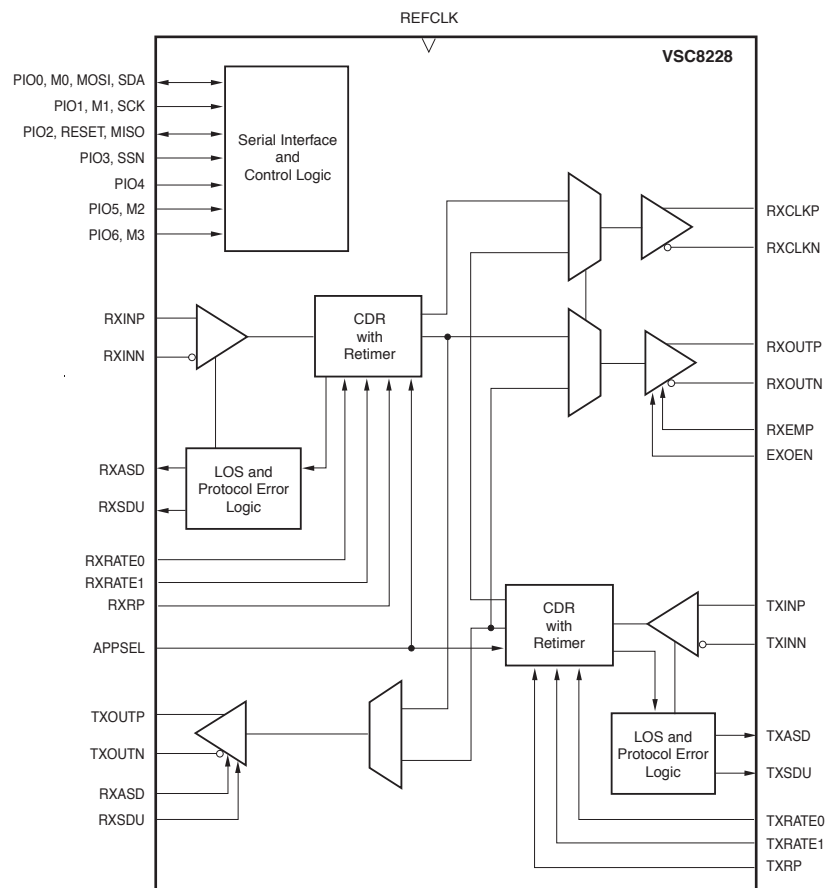 REFCLK
VSC8228
PIO0, M0, MOSI, SDA
PIO1, M1, SCK
PIO2, RESET, MISO
PIO3, SSN
PIO4
PIO5, M2
PIO6, M3
Serial Interface
and
Control Logic
RXCLKP
RXCLKN
RXINP
RXINN
CDR
with
Retimer
RXOUTP
RXOUTN
RXEMP
EXOEN
RXASD
RXSDU
LOS and
Protocol Error
Logic
RXRATE0
RXRATE1
RXRP
APPSEL
CDR
with
Retimer
TXINP
TXINN
TXOUTP
TXOUTN
RXASD
RXSDU
LOS and
Protocol Error
Logic
TXASD
TXSDU
TXRATE0
TXRATE1
TXRP